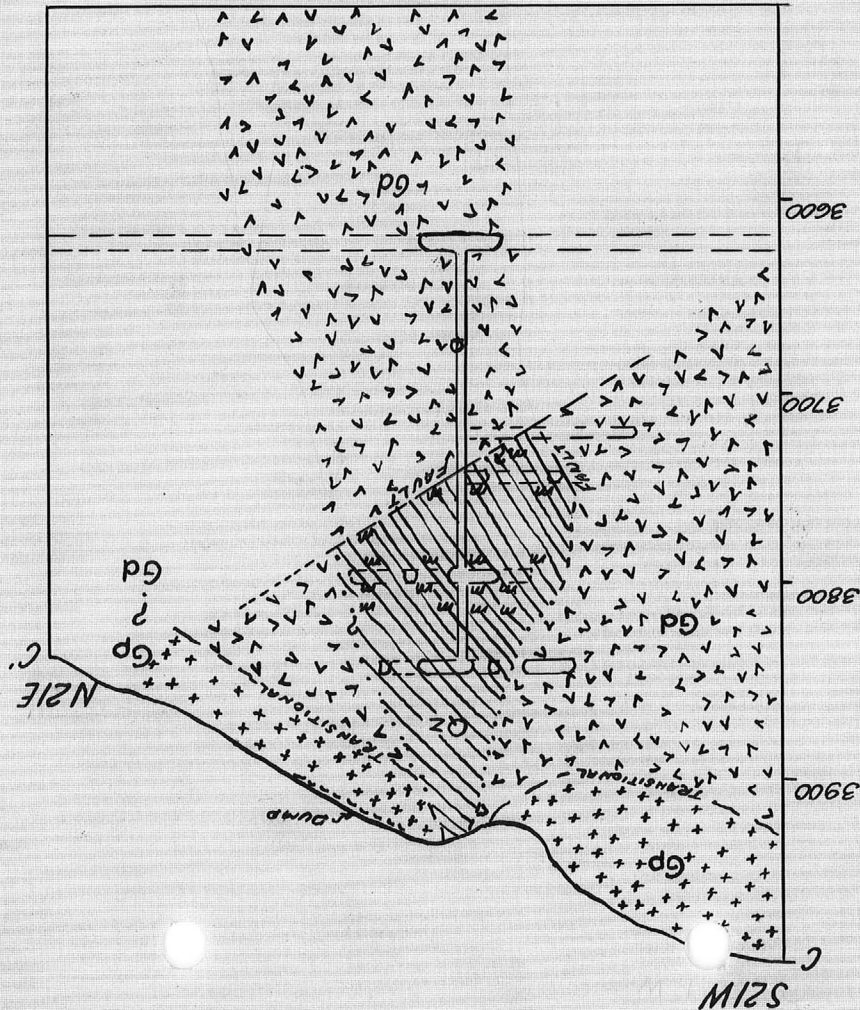 S21W
C
Gp
DUMP
3900
TRANSITIONAL
QZ
TRANSITIONAL
N21E
C'
Gp
Gd
?
?
Gd
3800
FAULT
FAULT
3700
3600
Gd